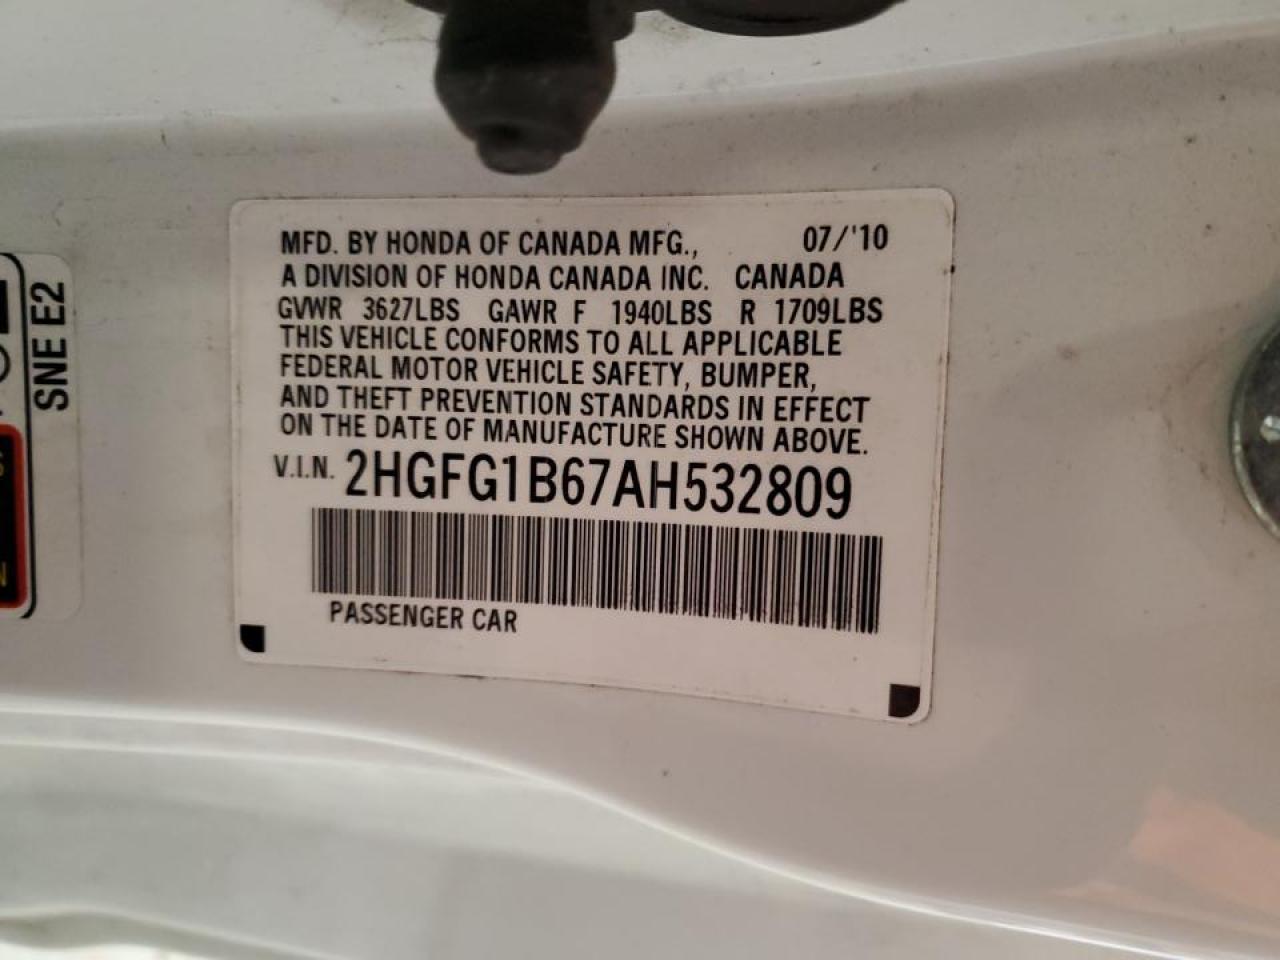 MFD. BY HONDA OF CANADA MFG., 07/'10
A DIVISION OF HONDA CANADA INC. CANADA
GVWR 3627LBS GAWR F 1940LBS R 1709LBS
THIS VEHICLE CONFORMS TO ALL APPLICABLE
FEDERAL MOTOR VEHICLE SAFETY, BUMPER,
AND THEFT PREVENTION STANDARDS IN EFFECT
ON THE DATE OF MANUFACTURE SHOWN ABOVE.
V.I.N. 2HGFG1B67AH532809
PASSENGER CAR
SNE E2